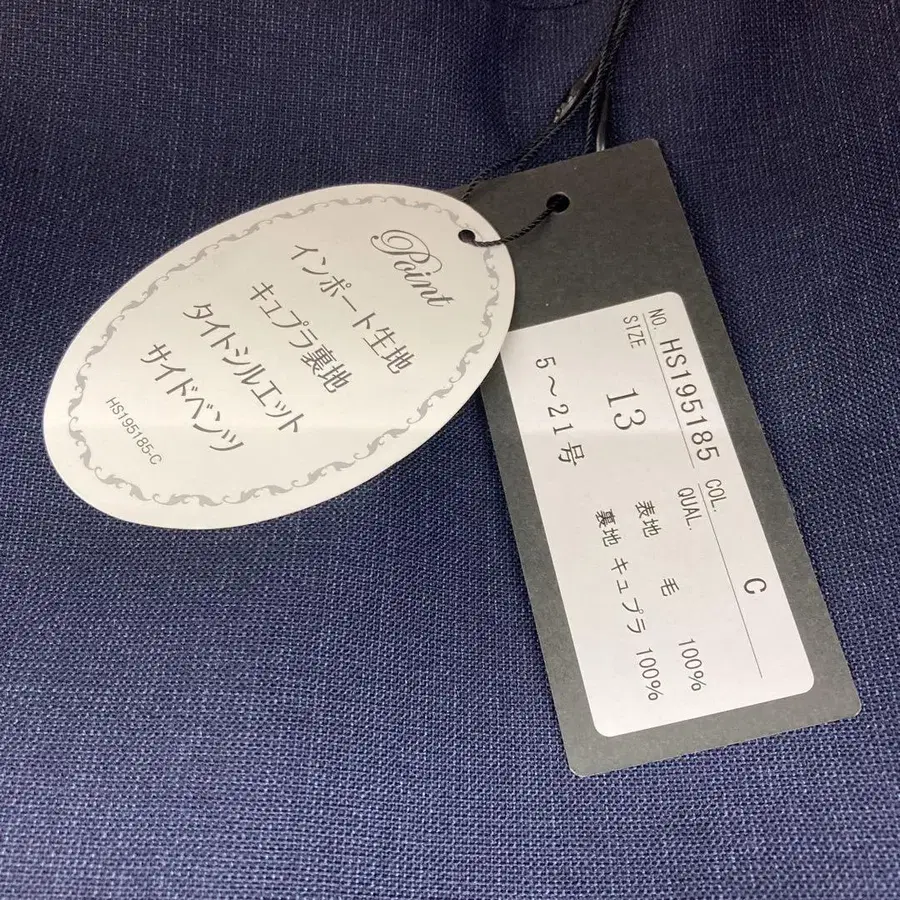 Point
インポート生地
キュプラ裏地
タイトシルエット
サイドベンツ
HS195185-C
NO. HS195185 COL. C
SIZE 13 QUAL.
5～21号
表地 毛 100%
裏地 キュプラ 100%